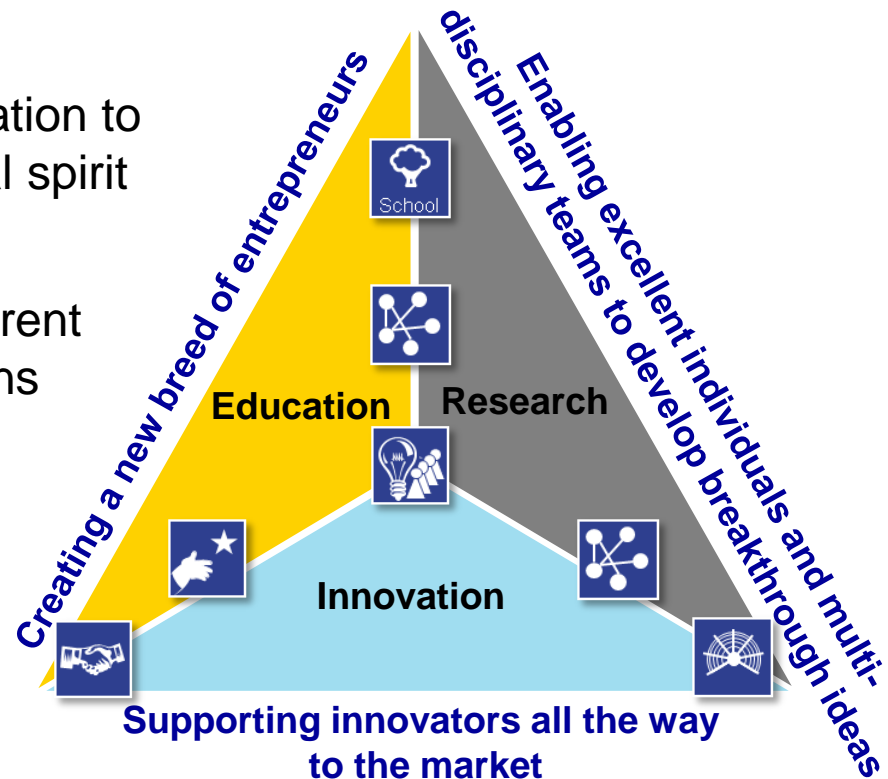 ation to
al spirit
rent
ns
Creating a new breed of entrepreneurs
Enabling excellent individuals and multi-
disciplinary teams to develop breakthrough ideas
School
Education
Research
Innovation
Supporting innovators all the way
to the market